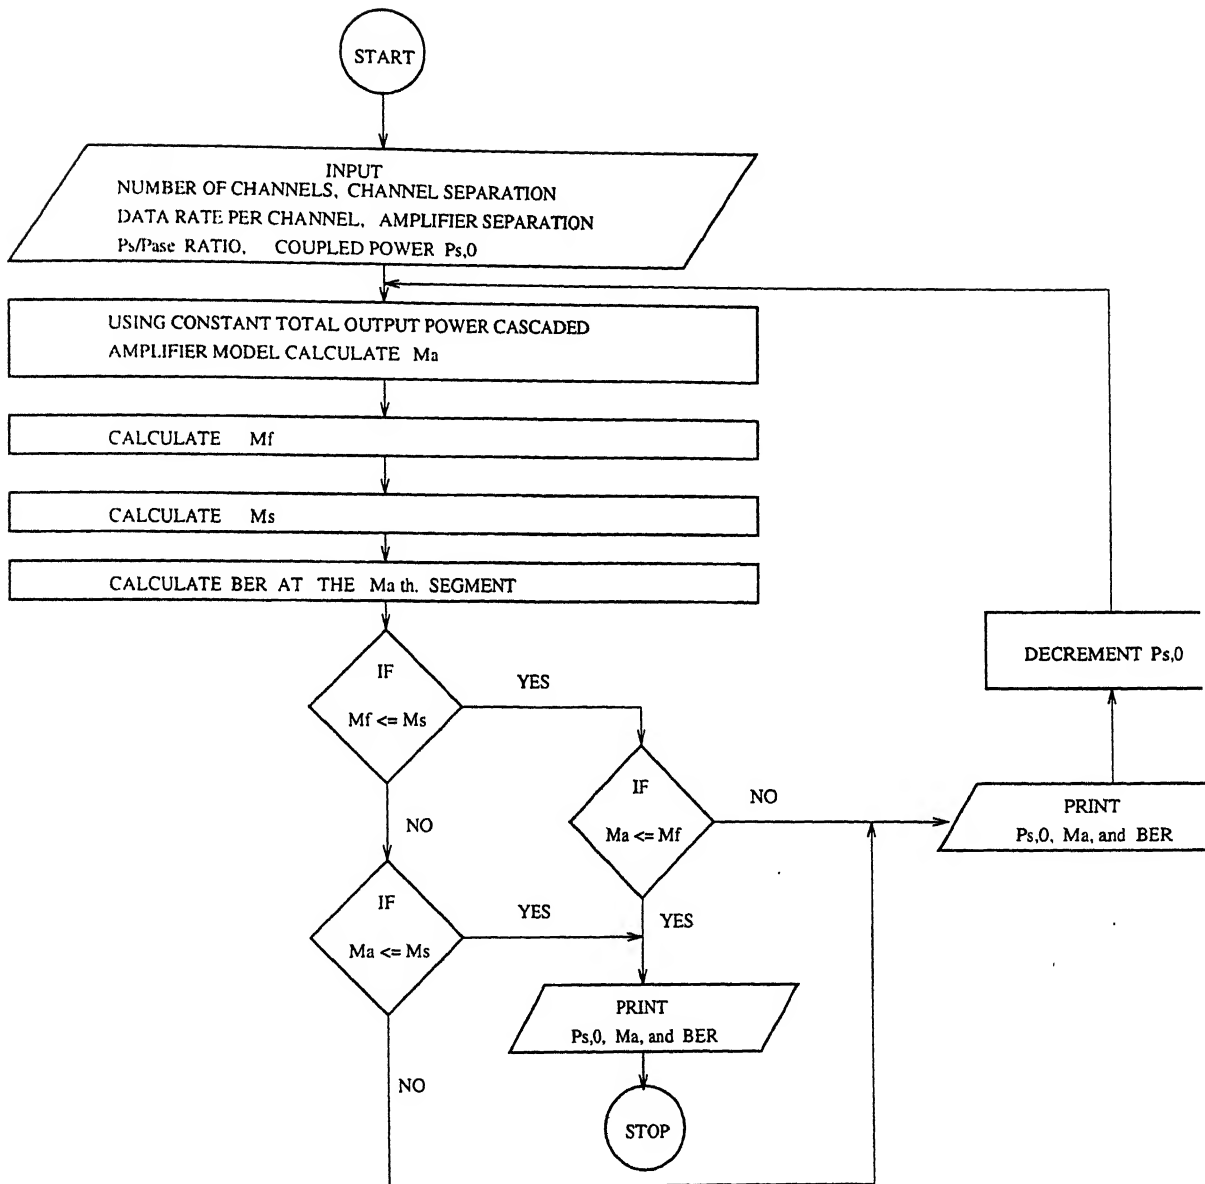 START
INPUT
NUMBER OF CHANNELS, CHANNEL SEPARATION
DATA RATE PER CHANNEL, AMPLIFIER SEPARATION
Ps/Pase RATIO, COUPLED POWER Ps,0
USING CONSTANT TOTAL OUTPUT POWER CASCADED
AMPLIFIER MODEL CALCULATE Ma
CALCULATE Mf
CALCULATE Ms
CALCULATE BER AT THE Ma th. SEGMENT
IF
Mf <= Ms
YES
NO
IF
Ma <= Mf
NO
YES
DECREMENT Ps,0
PRINT
Ps,0, Ma, and BER
IF
Ma <= Ms
YES
NO
PRINT
Ps,0, Ma, and BER
STOP